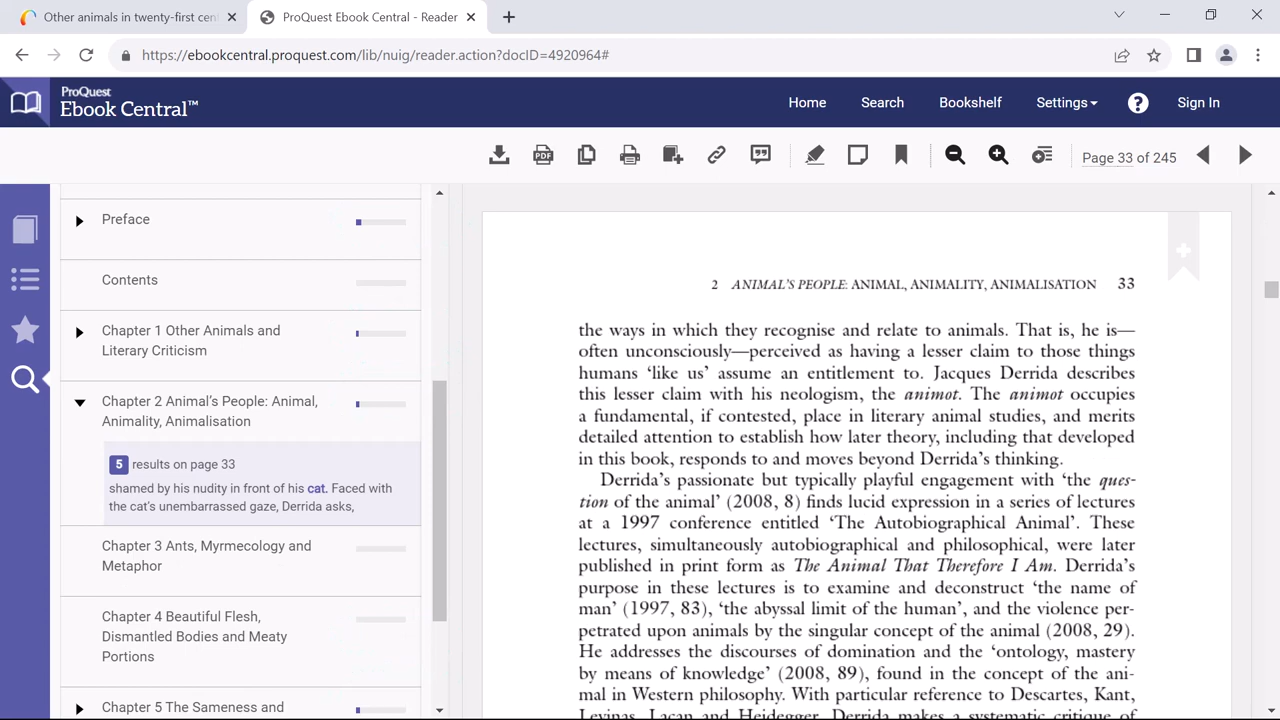 Other animals in twenty-first cen
ProQuest Ebook Central - Reader
https://ebookcentral.proquest.com/lib/nuig/reader.action?docID=4920964#
ProQuest
Ebook Central™
Home
Search
Bookshelf
Settings
?
Sign In
PDF
Page 33 of 245
Preface
Contents
Chapter 1 Other Animals and
Literary Criticism
Chapter 2 Animal's People: Animal,
Animality, Animalisation
5 results on page 33
shamed by his nudity in front of his cat. Faced with
the cat's unembarrassed gaze, Derrida asks,
Chapter 3 Ants, Myrmecology and
Metaphor
Chapter 4 Beautiful Flesh,
Dismantled Bodies and Meaty
Portions
Chapter 5 The Sameness and
2 ANIMAL'S PEOPLE: ANIMAL, ANIMALITY, ANIMALISATION 33
the ways in which they recognise and relate to animals. That is, he is—
often unconsciously—perceived as having a lesser claim to those things
humans 'like us' assume an entitlement to. Jacques Derrida describes
this lesser claim with his neologism, the animot. The animot occupies
a fundamental, if contested, place in literary animal studies, and merits
detailed attention to establish how later theory, including that developed
in this book, responds to and moves beyond Derrida's thinking.
Derrida's passionate but typically playful engagement with 'the ques-
tion of the animal' (2008, 8) finds lucid expression in a series of lectures
at a 1997 conference entitled 'The Autobiographical Animal'. These
lectures, simultaneously autobiographical and philosophical, were later
published in print form as The Animal That Therefore I Am. Derrida's
purpose in these lectures is to examine and deconstruct 'the name of
man' (1997, 83), 'the abyssal limit of the human', and the violence per-
petrated upon animals by the singular concept of the animal (2008, 29).
He addresses the discourses of domination and the 'ontology, mastery
by means of knowledge' (2008, 89), found in the concept of the ani-
mal in Western philosophy. With particular reference to Descartes, Kant,
Levinas, Lacan and Heidegger, Derrida makes a systematic critique of